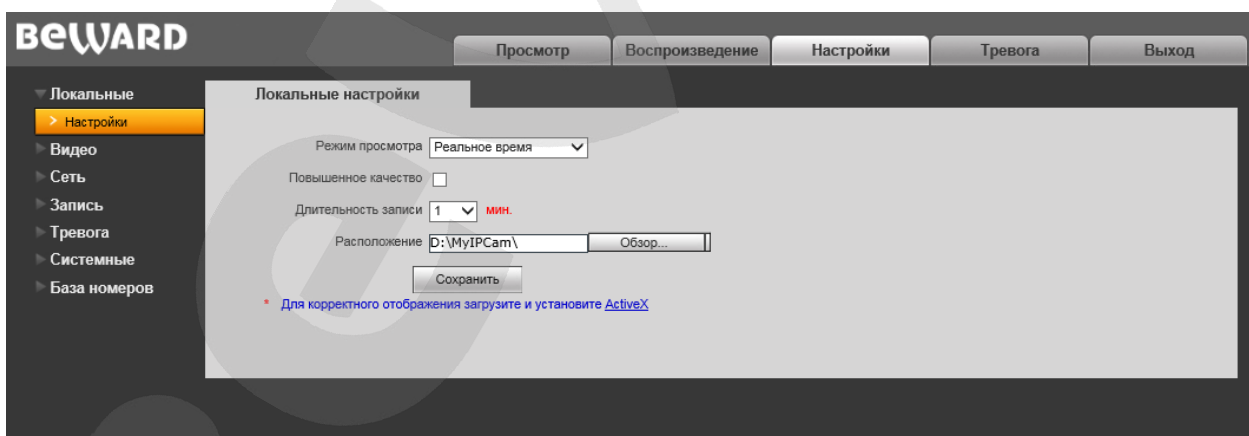 BEWARD
Просмотр Воспроизведение Настройки Тревога Выход
Локальные
Настройки
Видео
Сеть
Запись
Тревога
Системные
База номеров
Локальные настройки
Режим просмотра Реальное время
Повышенное качество
Длительность записи 1 мин.
Расположение D:\MyIPCam\ Обзор...
Сохранить
* Для корректного отображения загрузите и установите ActiveX